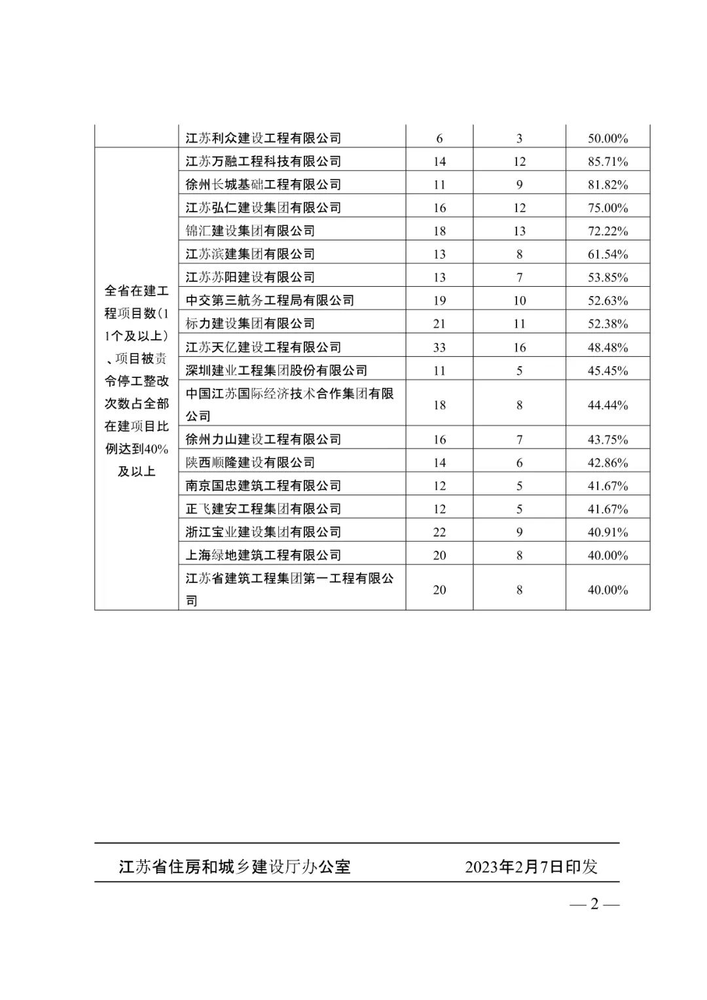 江苏利众建设工程有限公司 6 3 50.00%
全省在建工
程项目数(1
1个及以上)
、项目被责
令停工整改
次数占全部
在建项目比
例达到40%
及以上
江苏万融工程科技有限公司 14 12 85.71%
徐州长城基础工程有限公司 11 9 81.82%
江苏弘仁建设集团有限公司 16 12 75.00%
锦汇建设集团有限公司 18 13 72.22%
江苏滨建集团有限公司 13 8 61.54%
江苏苏阳建设有限公司 13 7 53.85%
中交第三航务工程局有限公司 19 10 52.63%
标力建设集团有限公司 21 11 52.38%
江苏天亿建设工程有限公司 33 16 48.48%
深圳建业工程集团股份有限公司 11 5 45.45%
中国江苏国际经济技术合作集团有限
公司 18 8 44.44%
徐州力山建设工程有限公司 16 7 43.75%
陕西顺隆建设有限公司 14 6 42.86%
南京国忠建筑工程有限公司 12 5 41.67%
正飞建安工程集团有限公司 12 5 41.67%
浙江宝业建设集团有限公司 22 9 40.91%
上海绿地建筑工程有限公司 20 8 40.00%
江苏省建筑工程集团第一工程有限公
司 20 8 40.00%
江苏省住房和城乡建设厅办公室 2023年2月7日印发
— 2 —